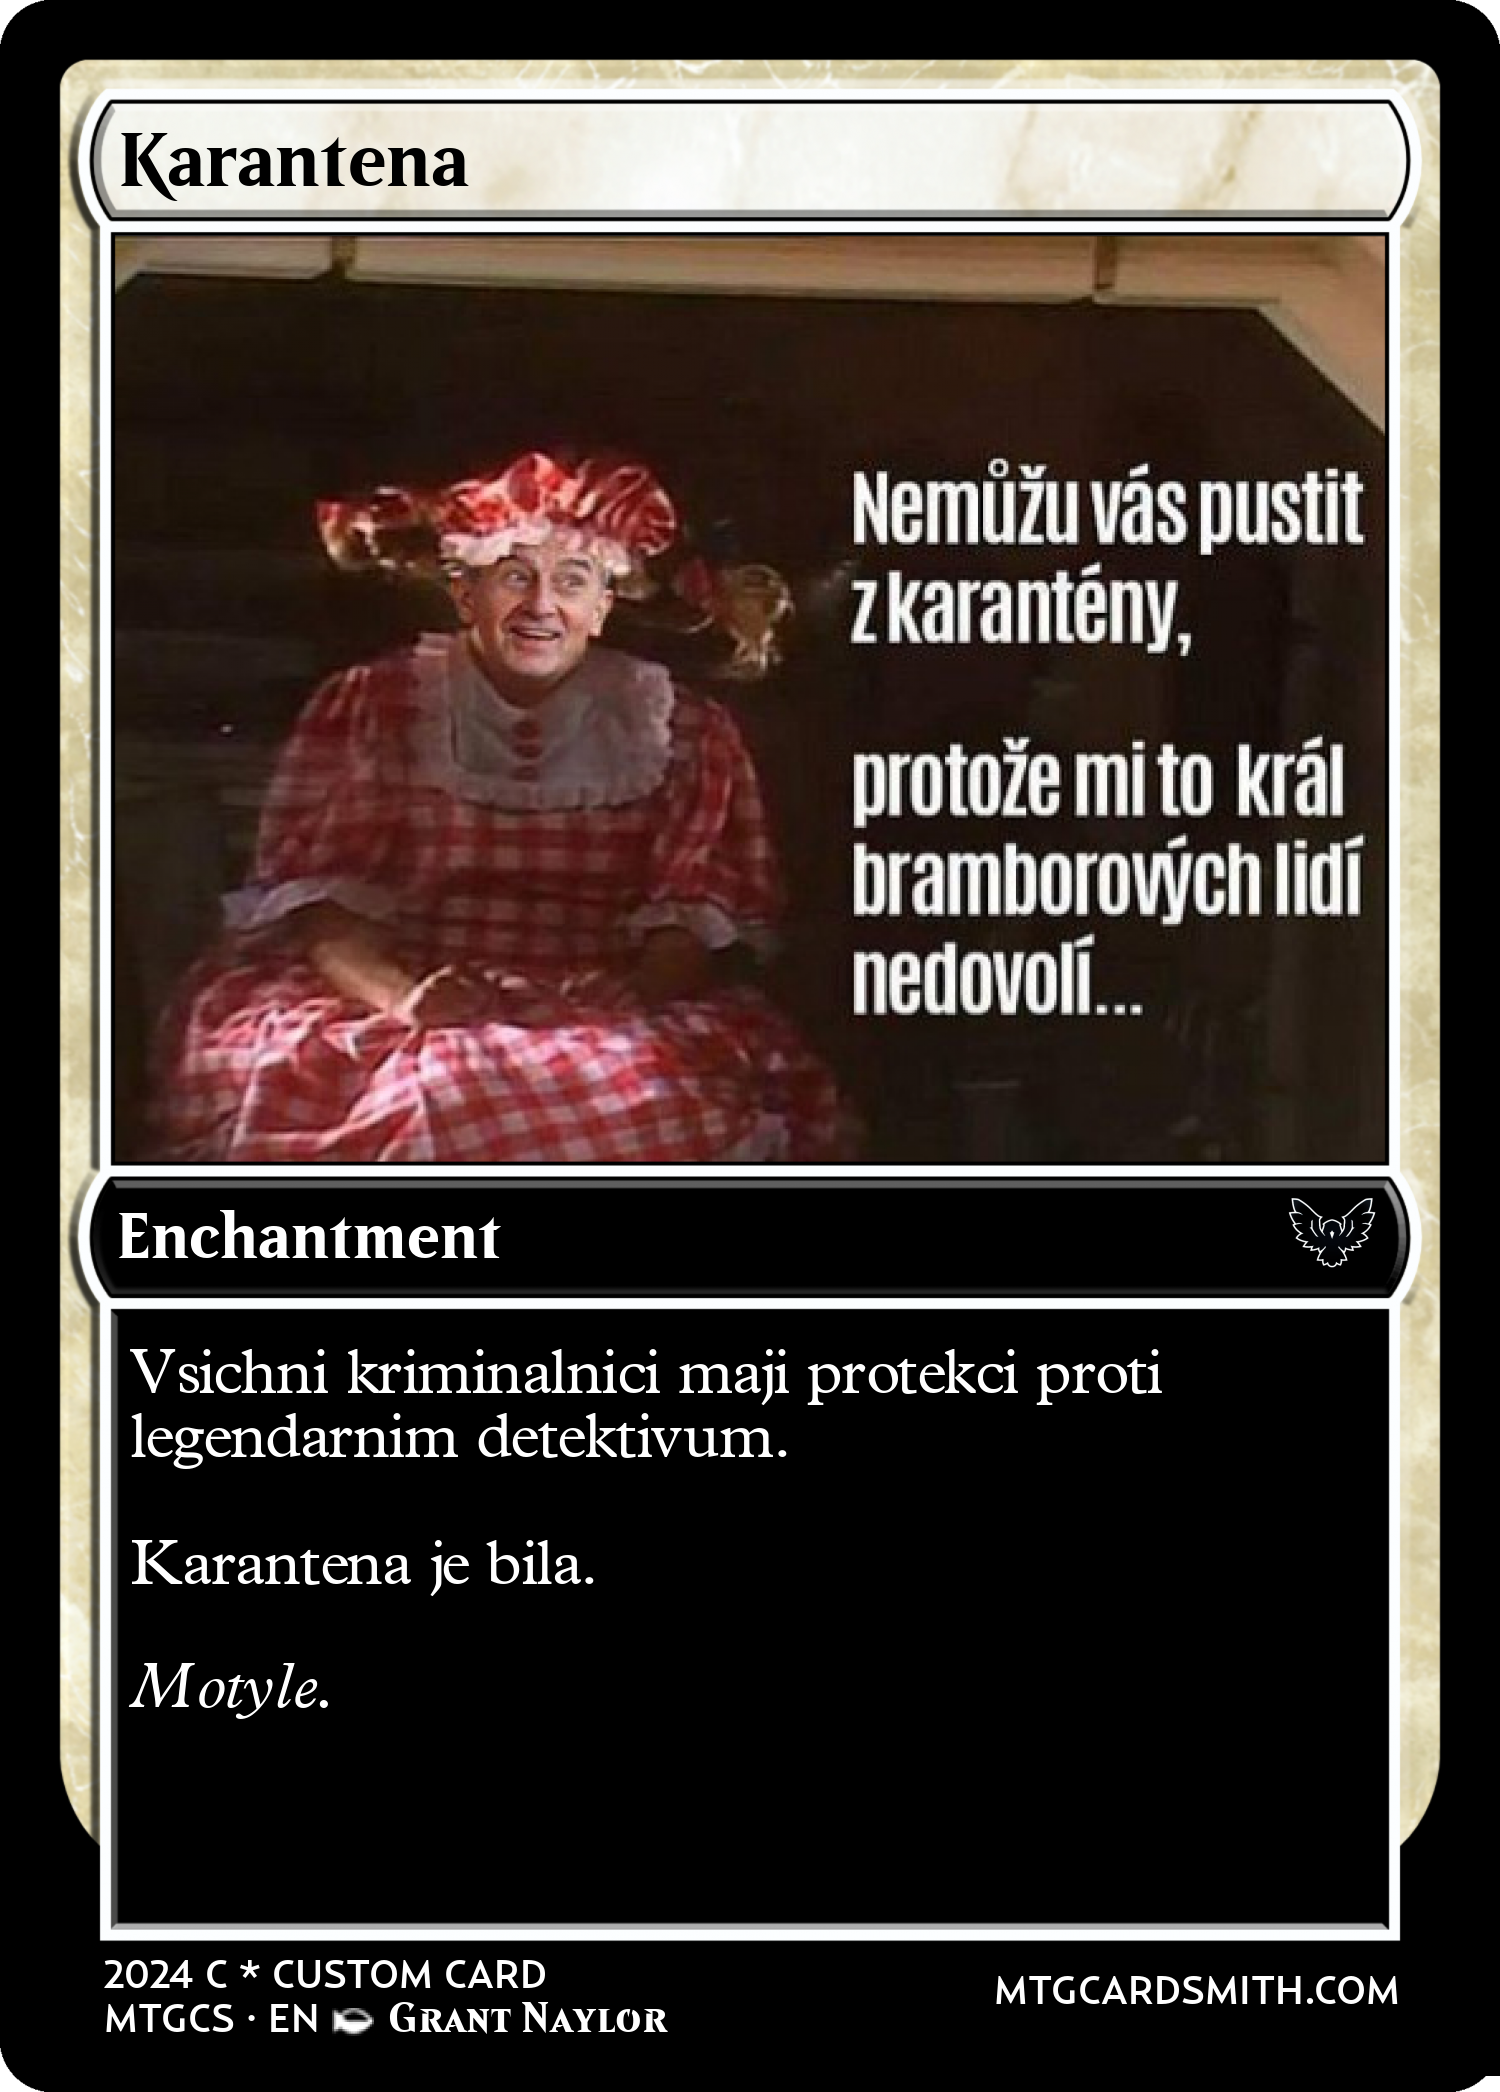 Karantena
Nemůžu vás pustit
z karantény,
protože mi to král
bramborových lidí
nedovolí...
Enchantment
Vsichni kriminalnici maji protekci proti
legendarnim detektivum.
Karantena je bila.
Motyle.
2024 C * CUSTOM CARD
MTGCS · EN GRANT NAYLOR
MTGCARDSMITH.COM